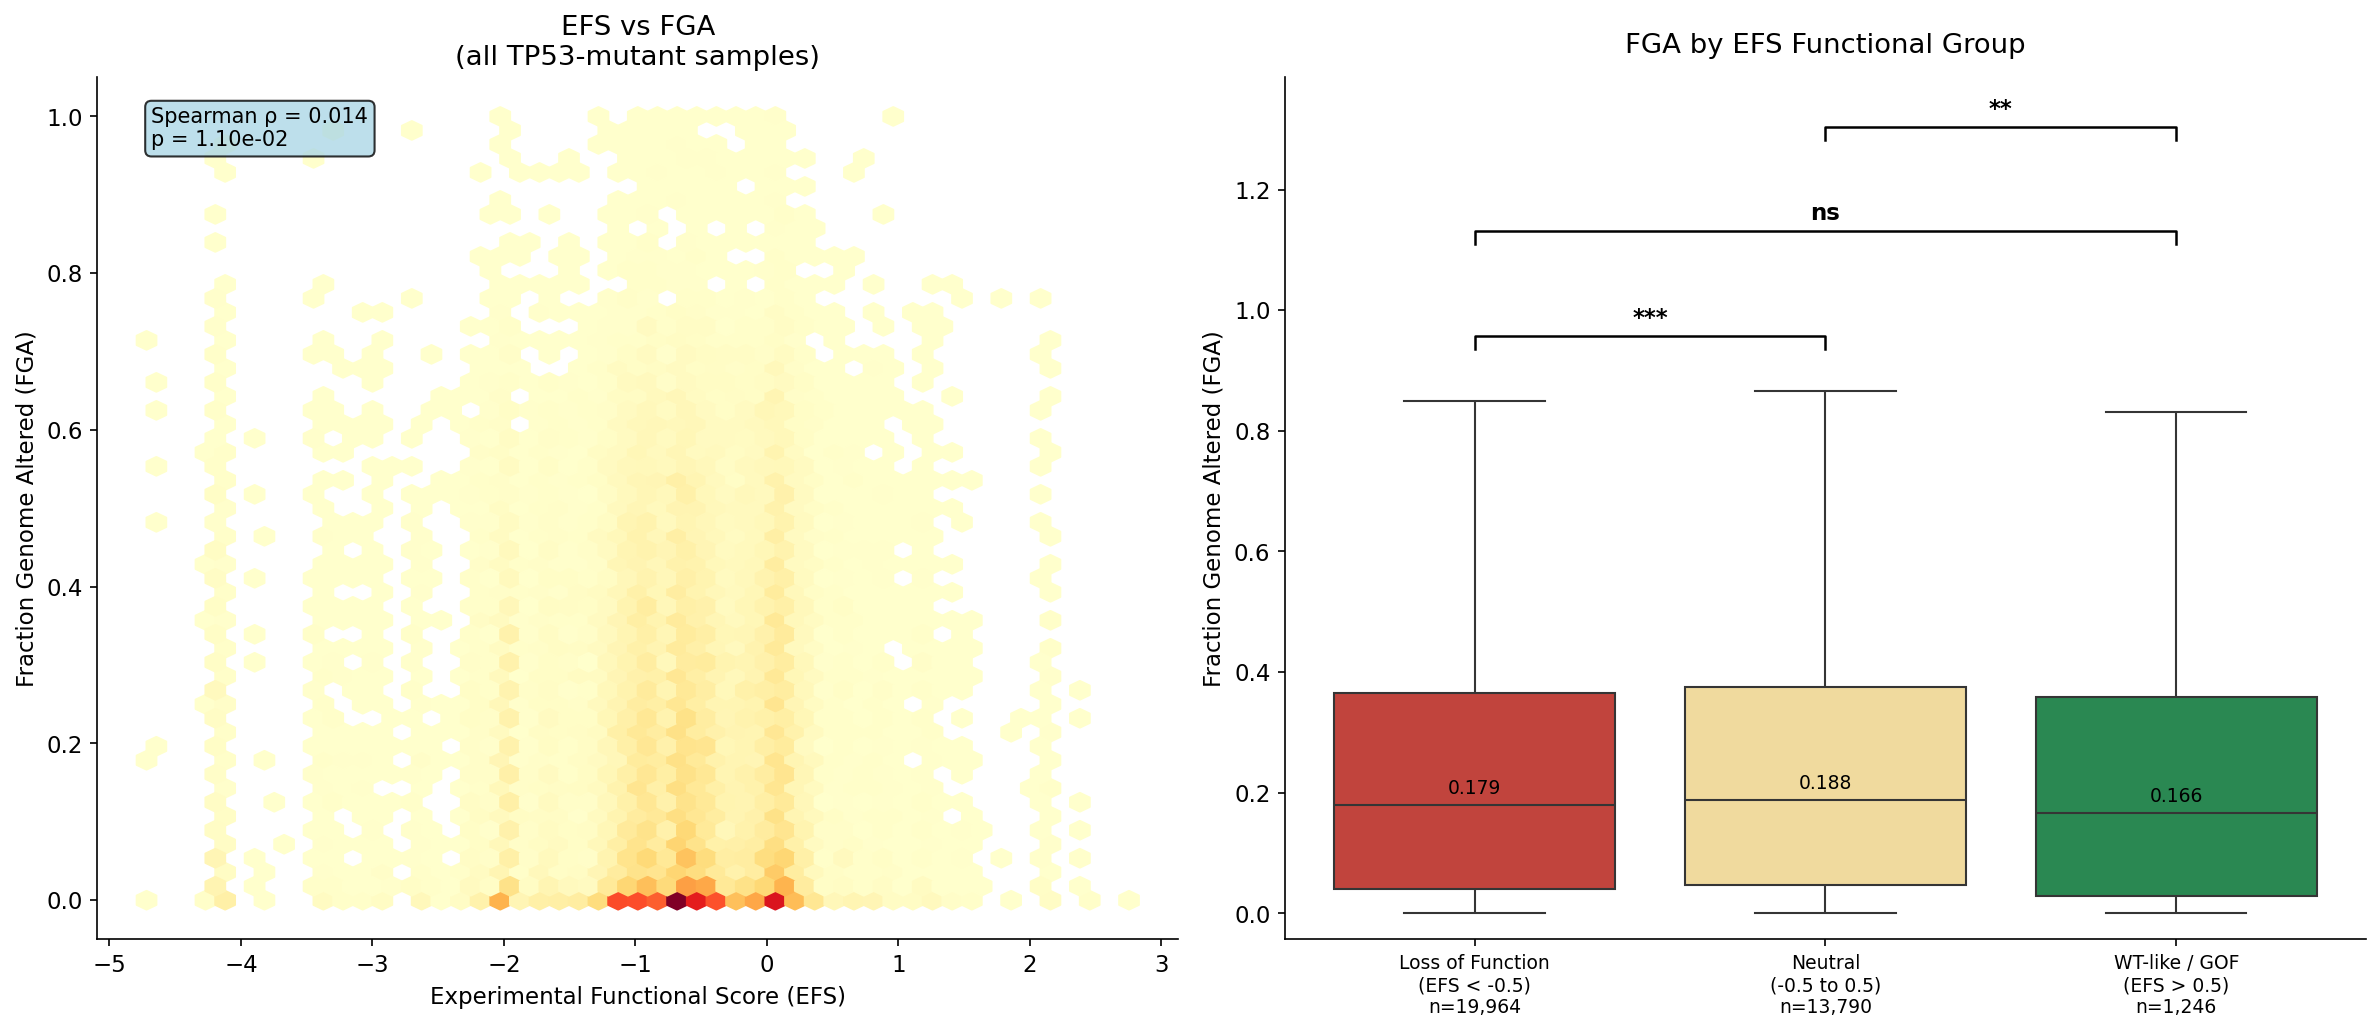 EFS vs FGA
(all TP53-mutant samples)
Spearman ρ = 0.014
p = 1.10e-02
Fraction Genome Altered (FGA)
1.0
0.8
0.6
0.4
0.2
0.0
−5 −4 −3 −2 −1 0 1 2 3
Experimental Functional Score (EFS)
FGA by EFS Functional Group
Fraction Genome Altered (FGA)
1.2
1.0
0.8
0.6
0.4
0.2
0.0
**
ns
***
0.179
0.188
0.166
Loss of Function
(EFS < -0.5)
n=19,964
Neutral
(-0.5 to 0.5)
n=13,790
WT-like / GOF
(EFS > 0.5)
n=1,246